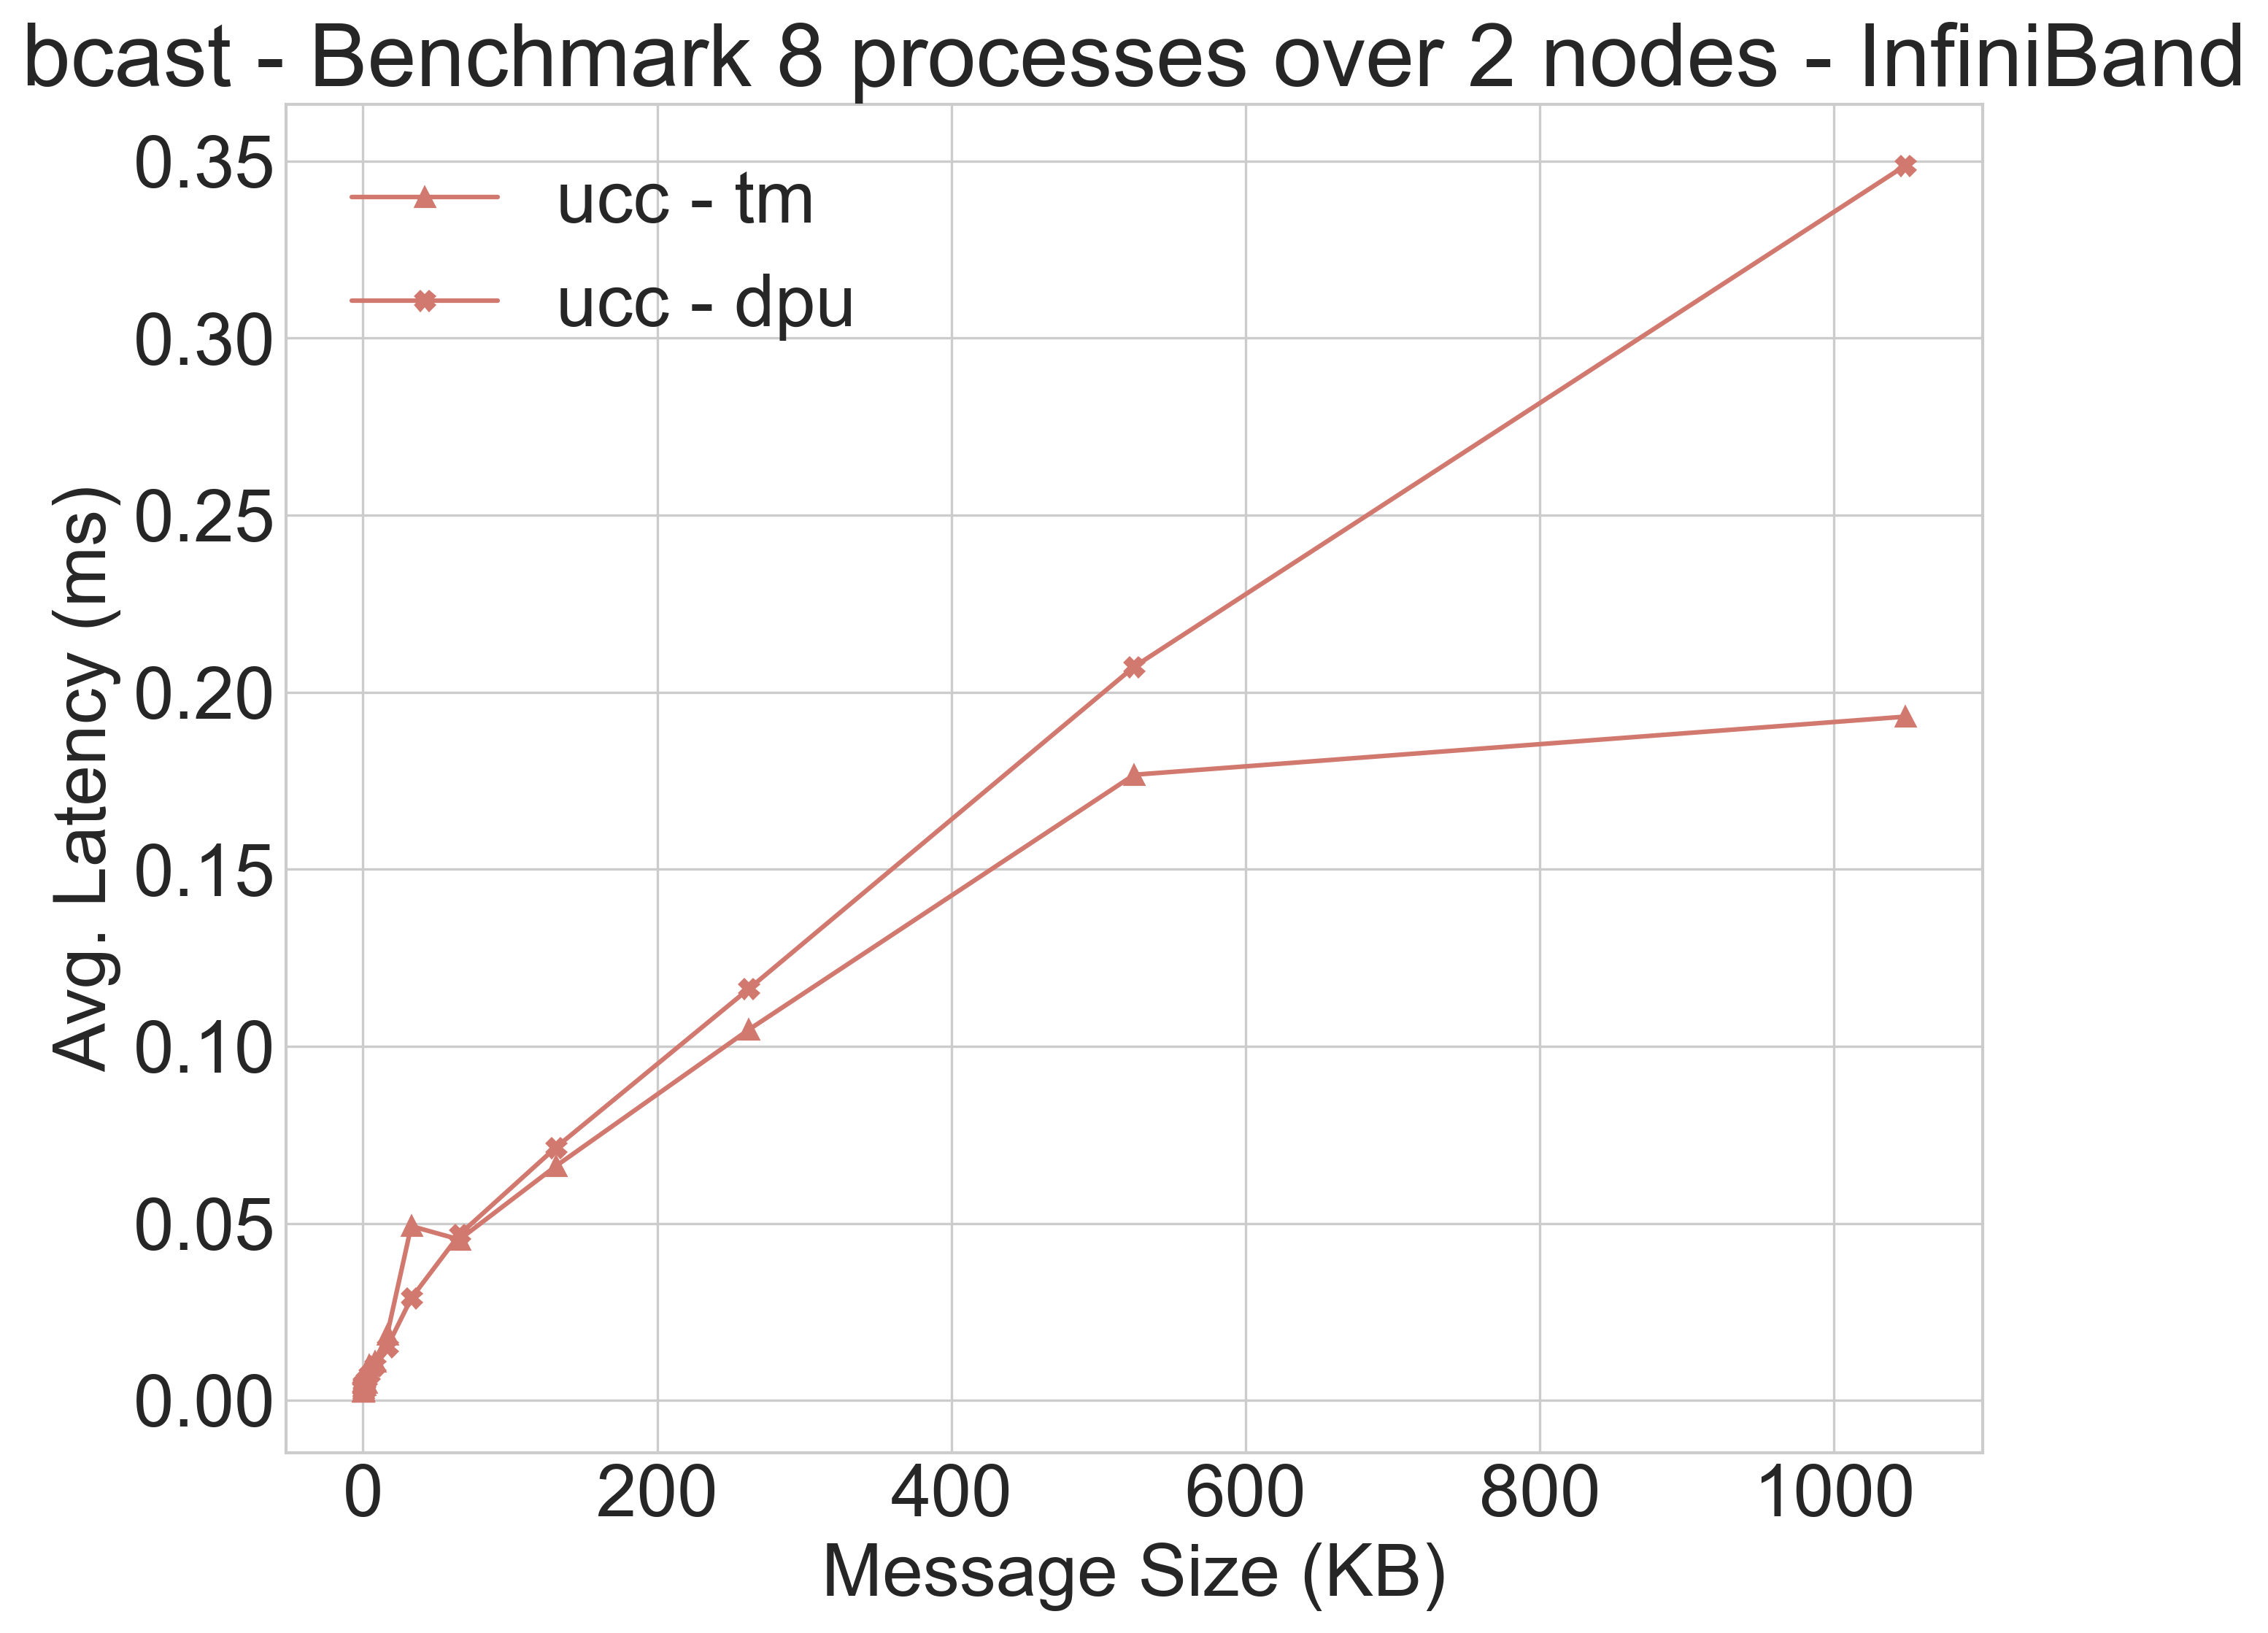 bcast - Benchmark 8 processes over 2 nodes - InfiniBand
ucc - tm
ucc - dpu
Avg. Latency (ms)
0.35
0.30
0.25
0.20
0.15
0.10
0.05
0.00
0 200 400 600 800 1000
Message Size (KB)